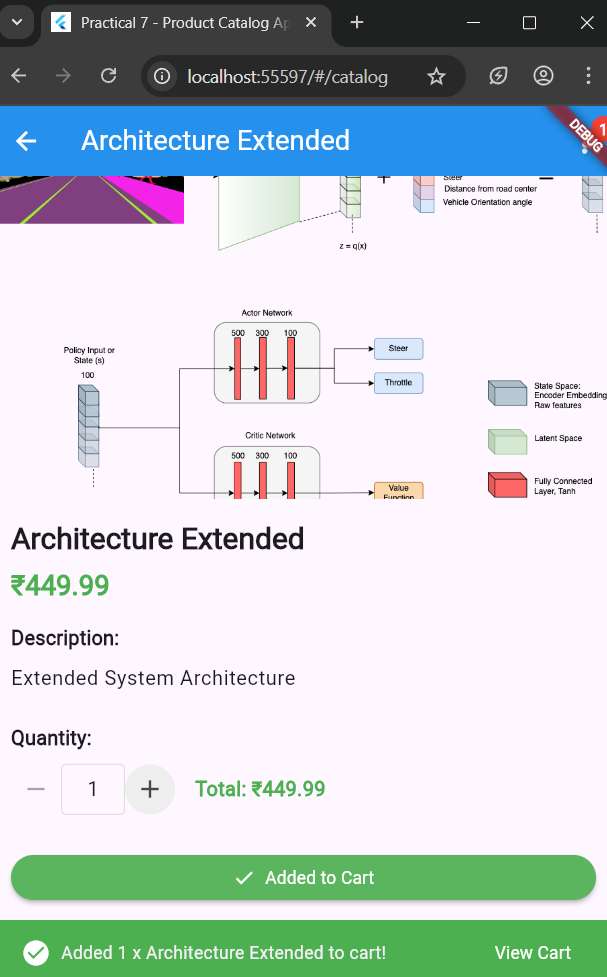 Practical 7 - Product Catalog Ap
localhost:55597/#/catalog
Architecture Extended
DEBUG
1
Steer
Distance from road center
Vehicle Orientation angle
z = q(x)
Actor Network
500 300 100
Policy Input or
State (s)
100
Steer
Throttle
State Space:
Encoder Embedding
Raw features
Latent Space
Critic Network
500 300 100
Value
Function
Fully Connected
Layer, Tanh
Architecture Extended
₹449.99
Description:
Extended System Architecture
Quantity:
1
Total: ₹449.99
Added to Cart
Added 1 x Architecture Extended to cart!
View Cart